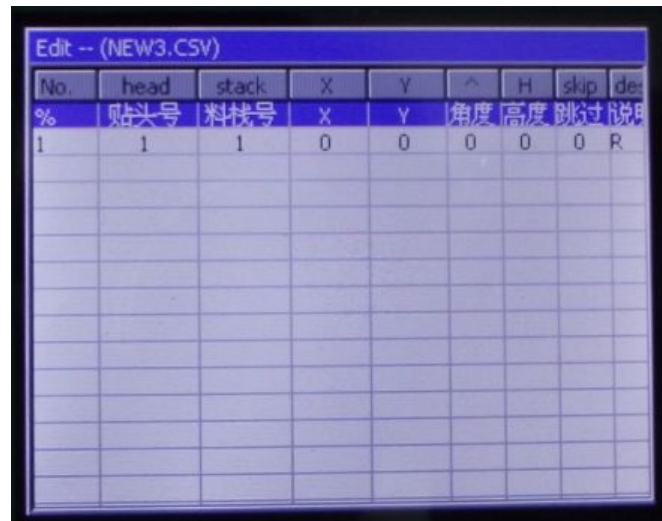 Edit -- (NEW3.CSV)
No. head stack X Y ^ H skip des
% 贴头号 料栈号 X Y 角度 高度 跳过 说明
1 1 1 0 0 0 0 0 R